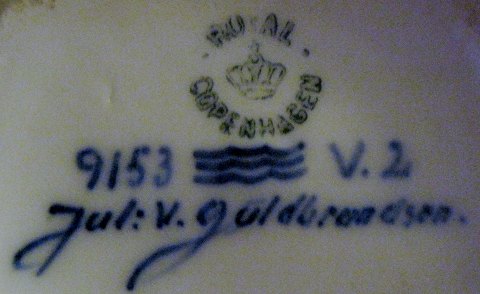 ROYAL
COPENHAGEN
9153 V.2
Jul: V. Guldbrandsen.